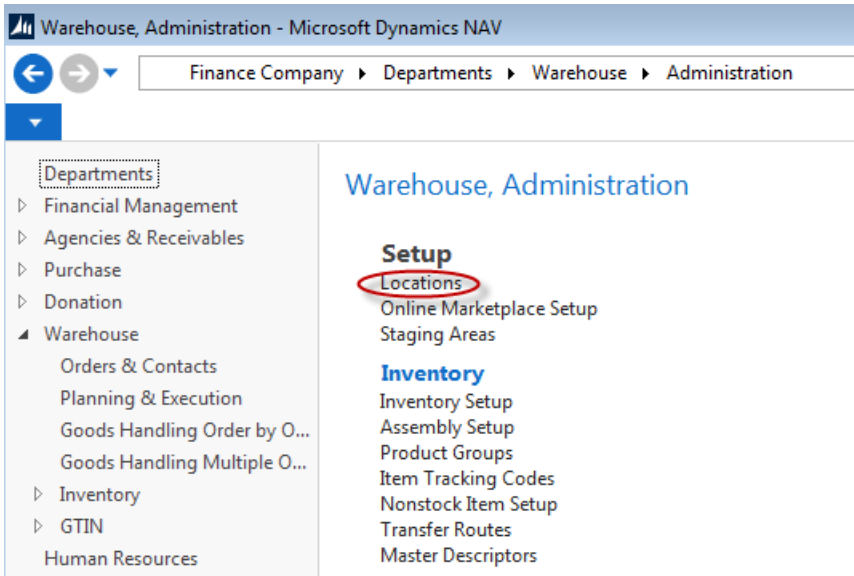 Warehouse, Administration - Microsoft Dynamics NAV
Finance Company Departments Warehouse Administration
Departments
Financial Management
Agencies & Receivables
Purchase
Donation
Warehouse
Orders & Contacts
Planning & Execution
Goods Handling Order by O...
Goods Handling Multiple O...
Inventory
GTIN
Human Resources
Warehouse, Administration
Setup
Locations
Online Marketplace Setup
Staging Areas
Inventory
Inventory Setup
Assembly Setup
Product Groups
Item Tracking Codes
Nonstock Item Setup
Transfer Routes
Master Descriptors